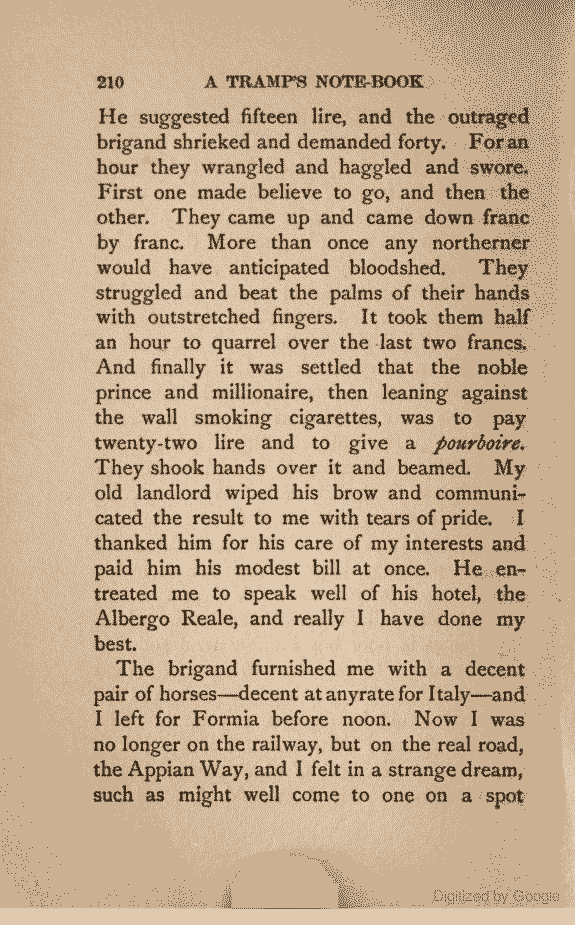 210 A TRAMP'S NOTE-BOOK
He suggested fifteen lire, and the outraged
brigand shrieked and demanded forty. For an
hour they wrangled and haggled and swore.
First one made believe to go, and then the
other. They came up and came down franc
by franc. More than once any northerner
would have anticipated bloodshed. They
struggled and beat the palms of their hands
with outstretched fingers. It took them half
an hour to quarrel over the last two francs.
And finally it was settled that the noble
prince and millionaire, then leaning against
the wall smoking cigarettes, was to pay
twenty-two lire and to give a pourboire.
They shook hands over it and beamed. My
old landlord wiped his brow and communi-
cated the result to me with tears of pride. I
thanked him for his care of my interests and
paid him his modest bill at once. He en-
treated me to speak well of his hotel, the
Albergo Reale, and really I have done my
best.
The brigand furnished me with a decent
pair of horses—decent at anyrate for Italy—and
I left for Formia before noon. Now I was
no longer on the railway, but on the real road,
the Appian Way, and I felt in a strange dream,
such as might well come to one on a spot
Digitized by Google